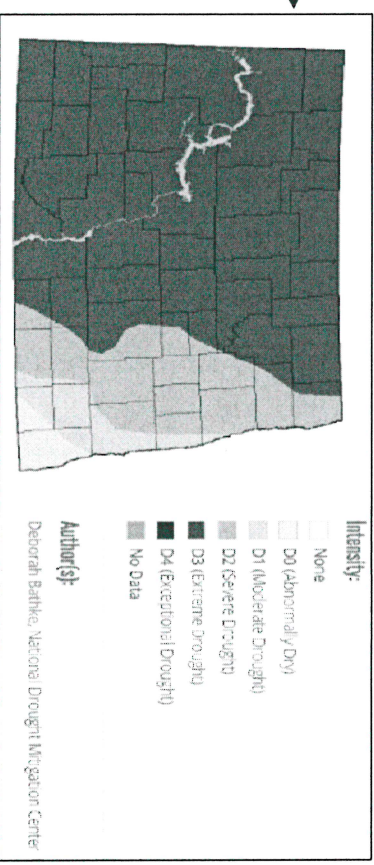 Intensity:
None
D0 (Abnormally Dry)
D1 (Moderate Drought)
D2 (Severe Drought)
D3 (Extreme Drought)
D4 (Exceptional Drought)
No Data
Author(s):
Deborah Bathke, National Drought Mitigation Center